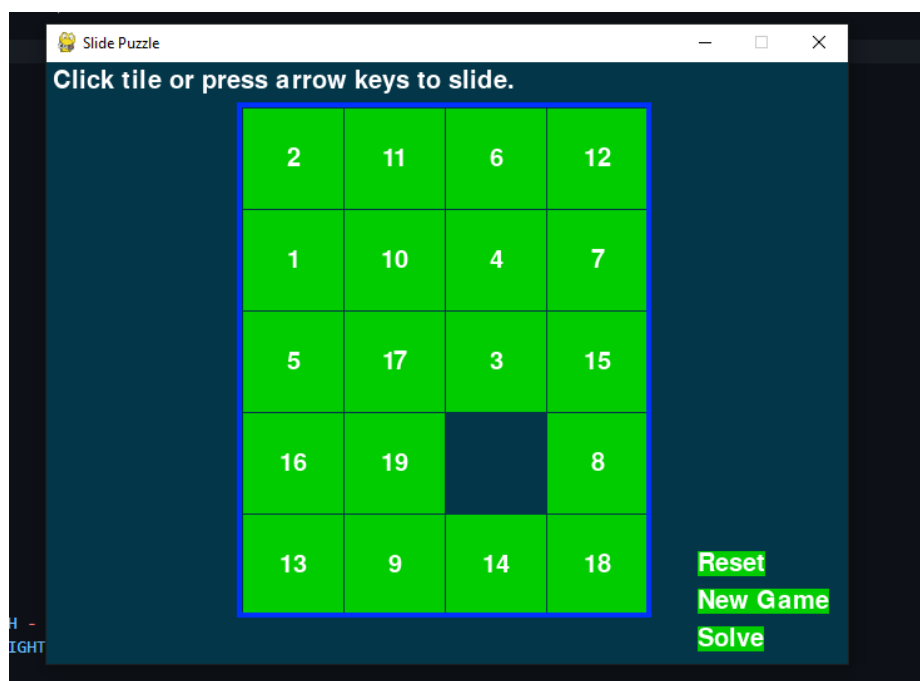 Slide Puzzle
Click tile or press arrow keys to slide.
2 11 6 12
1 10 4 7
5 17 3 15
16 19 8
13 9 14 18
Reset
New Game
Solve
H -
IGHT